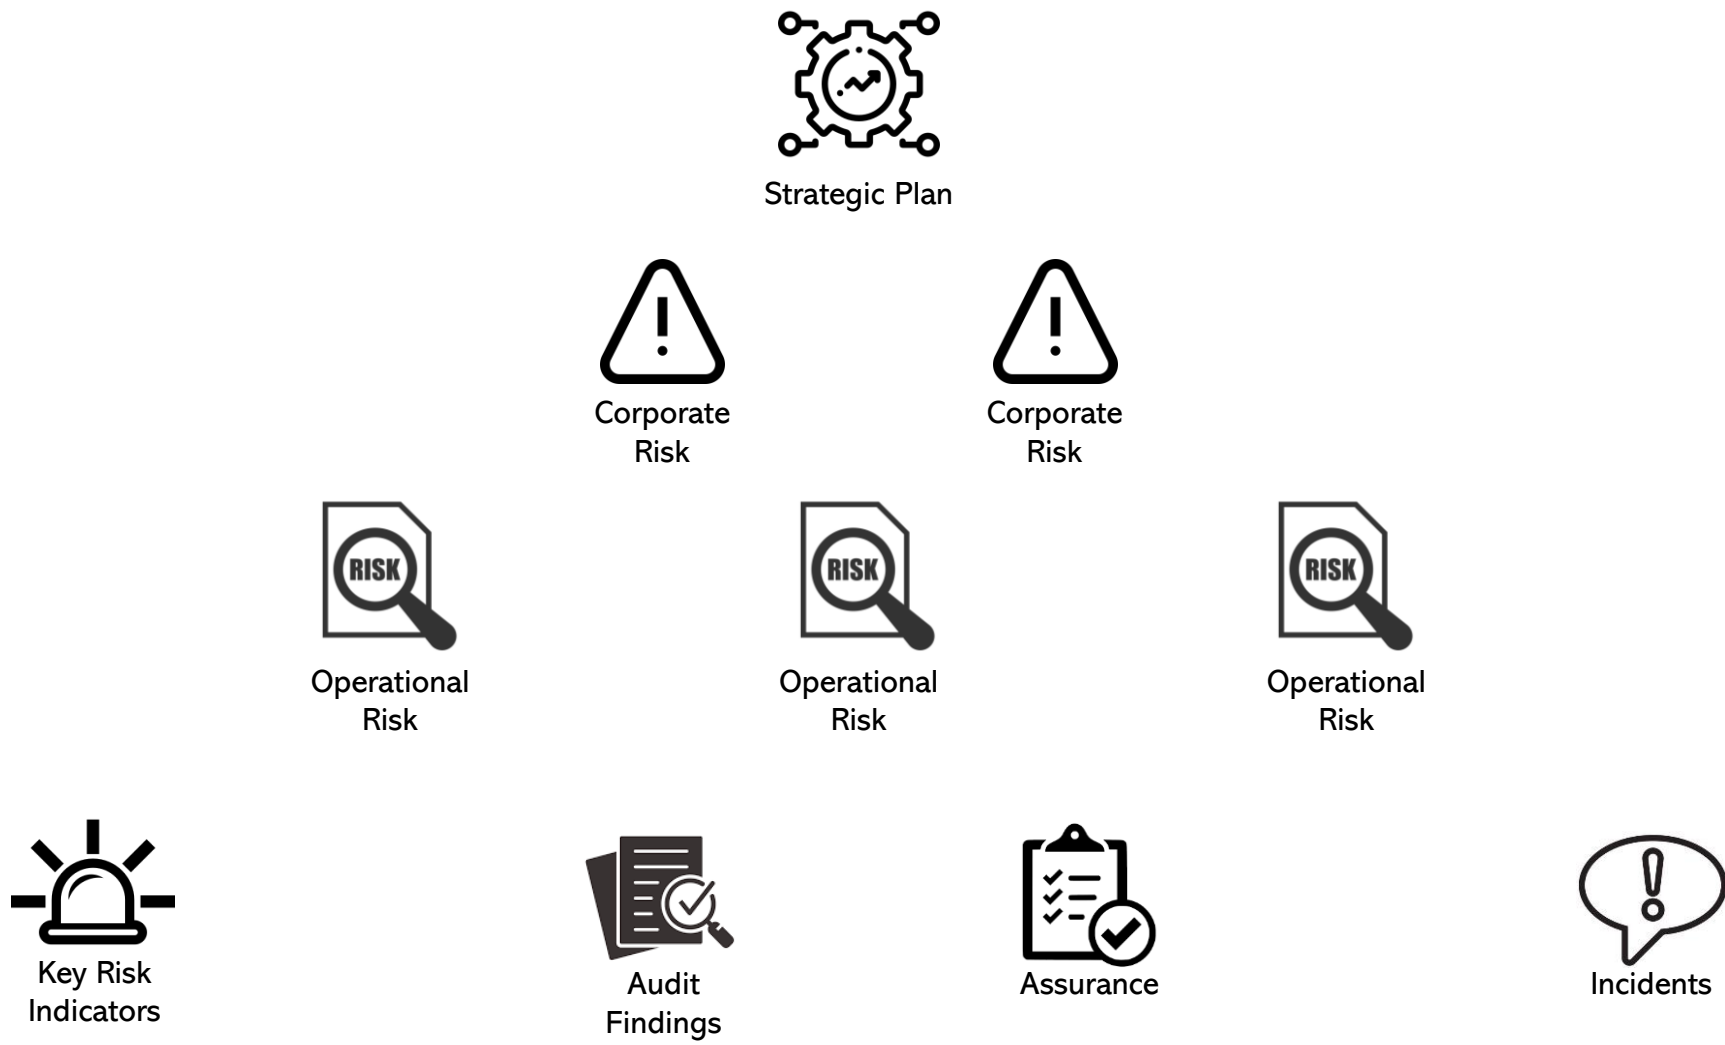 Strategic Plan
Corporate
Risk
Corporate
Risk
RISK
RISK
RISK
Operational
Risk
Operational
Risk
Operational
Risk
Key Risk
Indicators
Audit
Findings
Assurance
Incidents